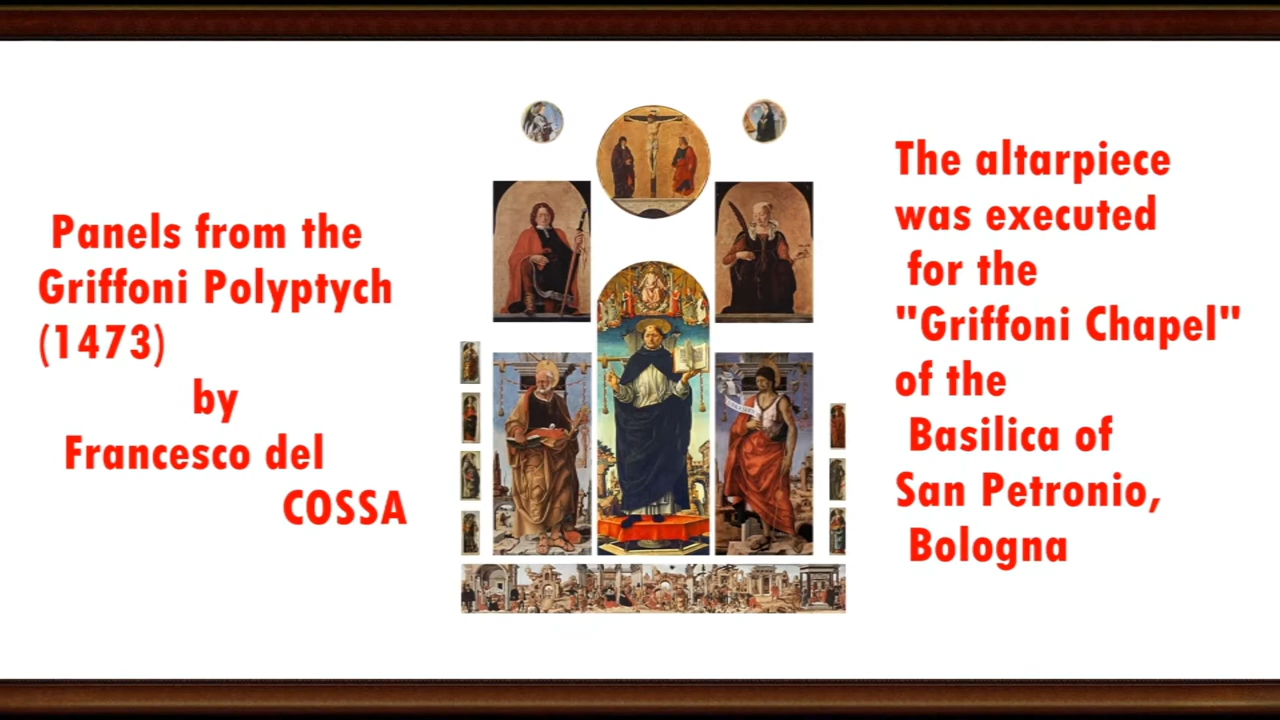 Panels from the
Griffoni Polyptych
(1473)
by
Francesco del
COSSA
The altarpiece
was executed
for the
"Griffoni Chapel"
of the
Basilica of
San Petronio,
Bologna